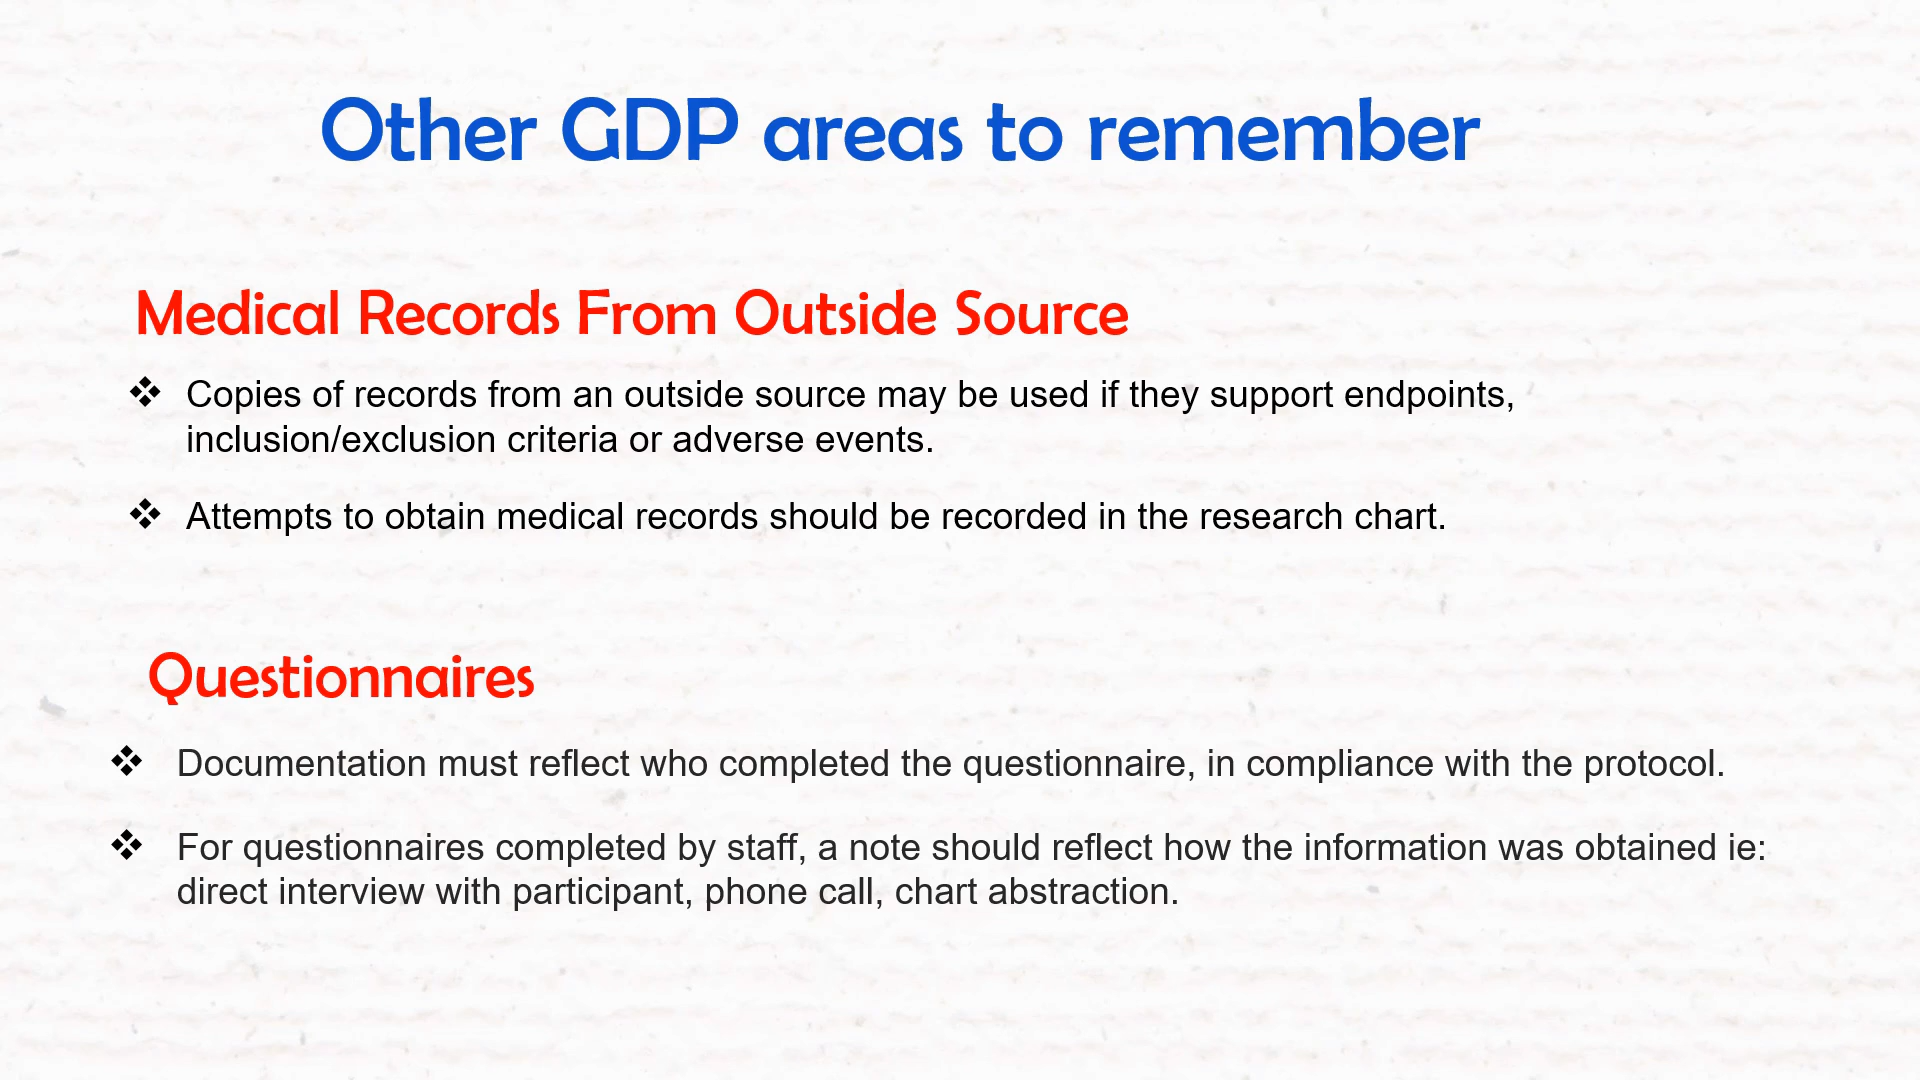 Other GDP areas to remember
Medical Records From Outside Source
❖ Copies of records from an outside source may be used if they support endpoints,
inclusion/exclusion criteria or adverse events.
❖ Attempts to obtain medical records should be recorded in the research chart.
Questionnaires
❖ Documentation must reflect who completed the questionnaire, in compliance with the protocol.
❖ For questionnaires completed by staff, a note should reflect how the information was obtained ie:
direct interview with participant, phone call, chart abstraction.